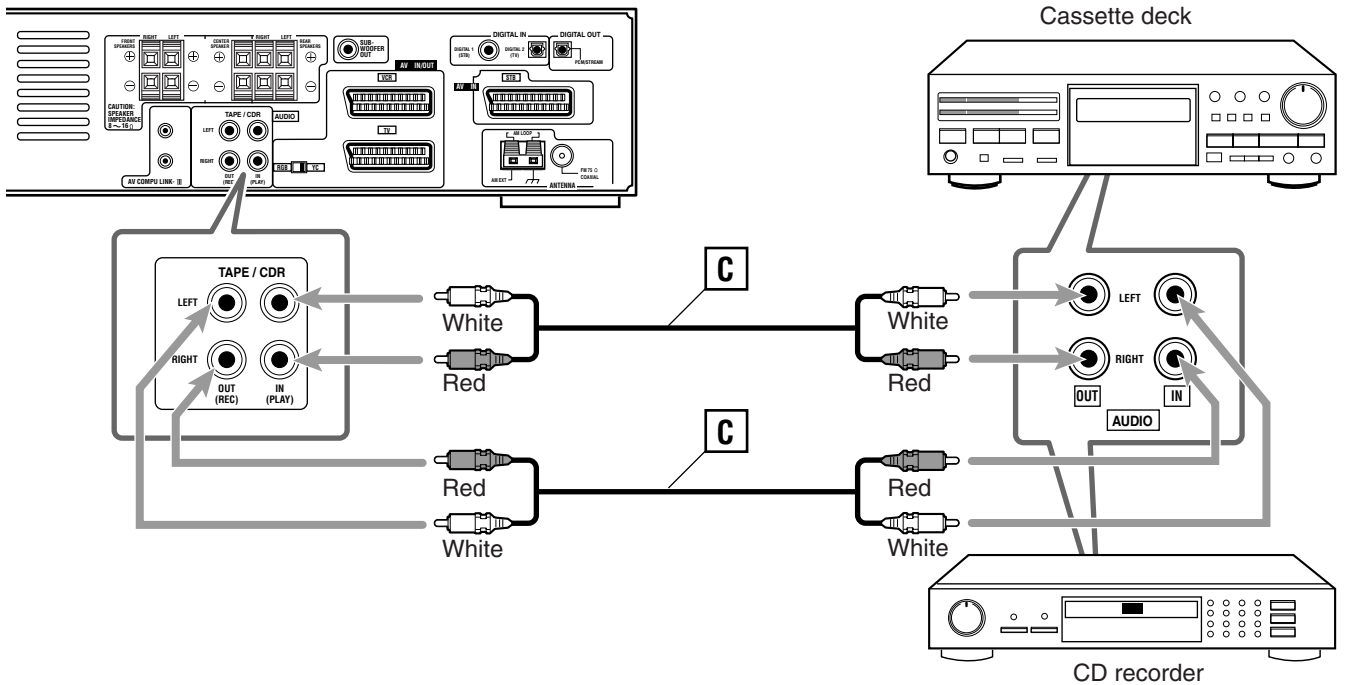 Cassette deck
FRONT SPEAKERS
RIGHT LEFT
CENTER SPEAKER
RIGHT LEFT
REAR SPEAKERS
SUB-WOOFER OUT
DIGITAL IN
DIGITAL 1 (STB)
DIGITAL 2 (TV)
DIGITAL OUT
PCM/STREAM
AV IN/OUT
VCR
AV IN
STB
CAUTION: SPEAKER IMPEDANCE 8～16 Ω
TAPE / CDR
AUDIO
LEFT
RIGHT
OUT (REC)
IN (PLAY)
TV
RGB YC
AV COMPU LINK-III
AM LOOP
AM EXT
FM 75 Ω COAXIAL
ANTENNA
TAPE / CDR
LEFT
RIGHT
OUT (REC)
IN (PLAY)
C
White
White
Red
Red
LEFT
RIGHT
OUT
IN
AUDIO
C
Red
Red
White
White
CD recorder